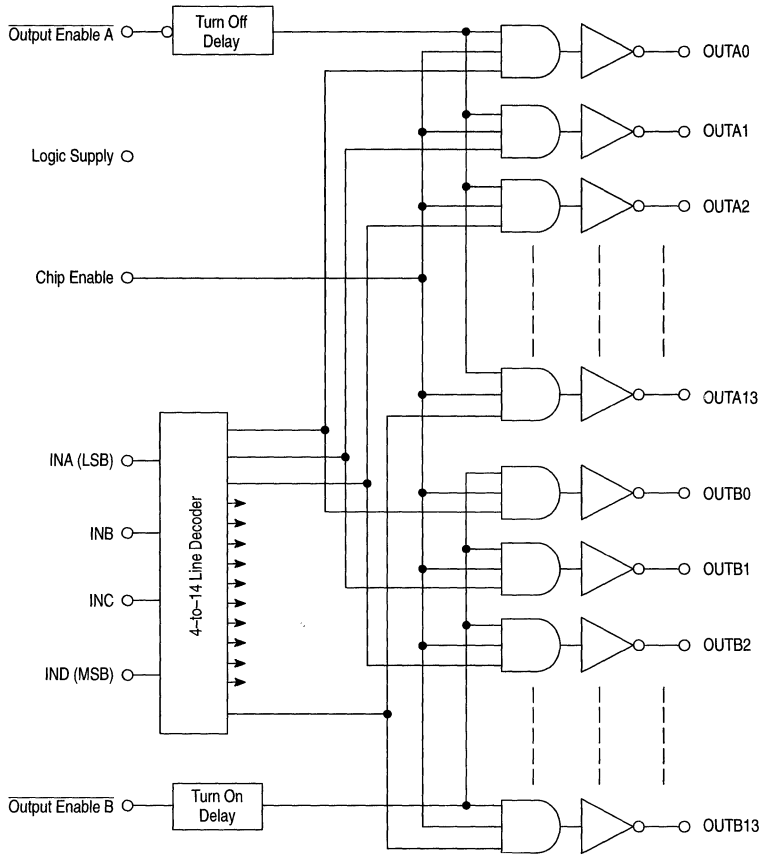 Output Enable A
Turn Off
Delay
OUTA0
OUTA1
Logic Supply
OUTA2
Chip Enable
OUTA13
INA (LSB)
INB
INC
IND (MSB)
4-to-14 Line Decoder
OUTB0
OUTB1
OUTB2
Output Enable B
Turn On
Delay
OUTB13